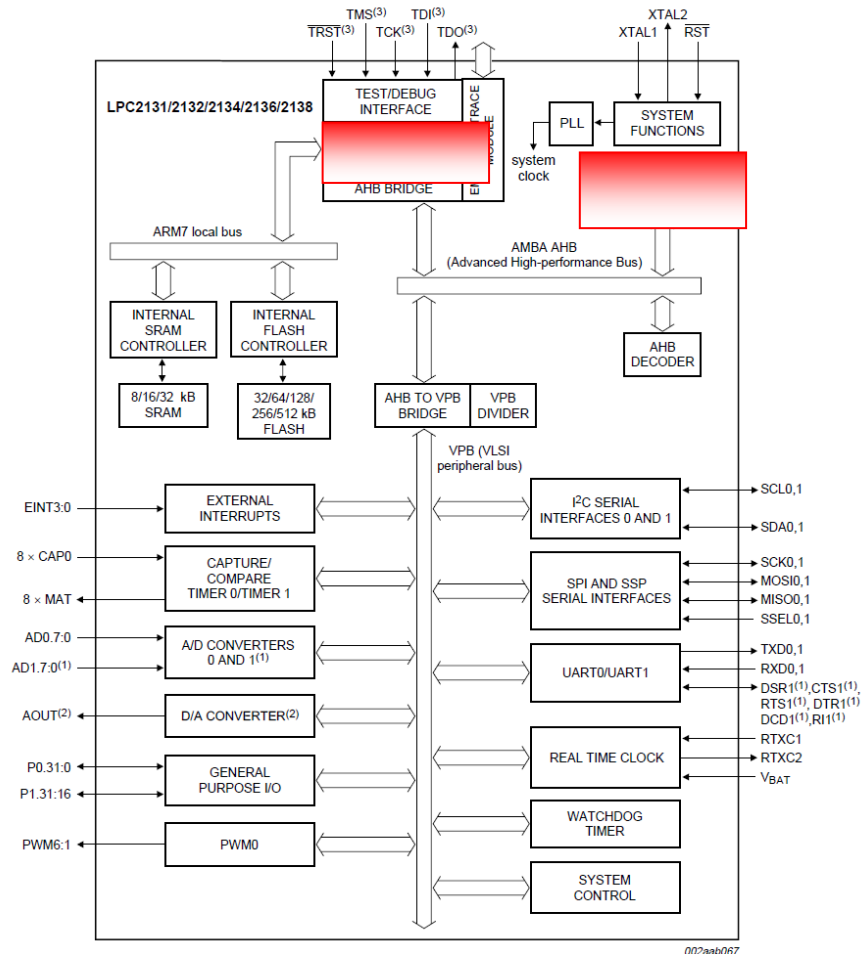 TMS(3) TDI(3)
TRST(3) TCK(3) TDO(3)
XTAL2
XTAL1 RST
LPC2131/2132/2134/2136/2138
TEST/DEBUG
INTERFACE
TRACE
MODULE
AHB BRIDGE
PLL
SYSTEM
FUNCTIONS
system
clock
ARM7 local bus
AMBA AHB
(Advanced High-performance Bus)
INTERNAL
SRAM
CONTROLLER
INTERNAL
FLASH
CONTROLLER
AHB
DECODER
8/16/32 kB
SRAM
32/64/128/
256/512 kB
FLASH
AHB TO VPB
BRIDGE
VPB
DIVIDER
VPB (VLSI
peripheral bus)
EINT3:0
EXTERNAL
INTERRUPTS
I2C SERIAL
INTERFACES 0 AND 1
SCL0,1
SDA0,1
8 × CAP0
8 × MAT
CAPTURE/
COMPARE
TIMER 0/TIMER 1
SPI AND SSP
SERIAL INTERFACES
SCK0,1
MOSI0,1
MISO0,1
SSEL0,1
AD0.7:0
AD1.7:0(1)
A/D CONVERTERS
0 AND 1(1)
UART0/UART1
TXD0,1
RXD0,1
DSR1(1),CTS1(1),
RTS1(1), DTR1(1)
DCD1(1),RI1(1)
AOUT(2)
D/A CONVERTER(2)
REAL TIME CLOCK
RTXC1
RTXC2
VBAT
P0.31:0
P1.31:16
GENERAL
PURPOSE I/O
WATCHDOG
TIMER
PWM6:1
PWM0
SYSTEM
CONTROL
002aab067